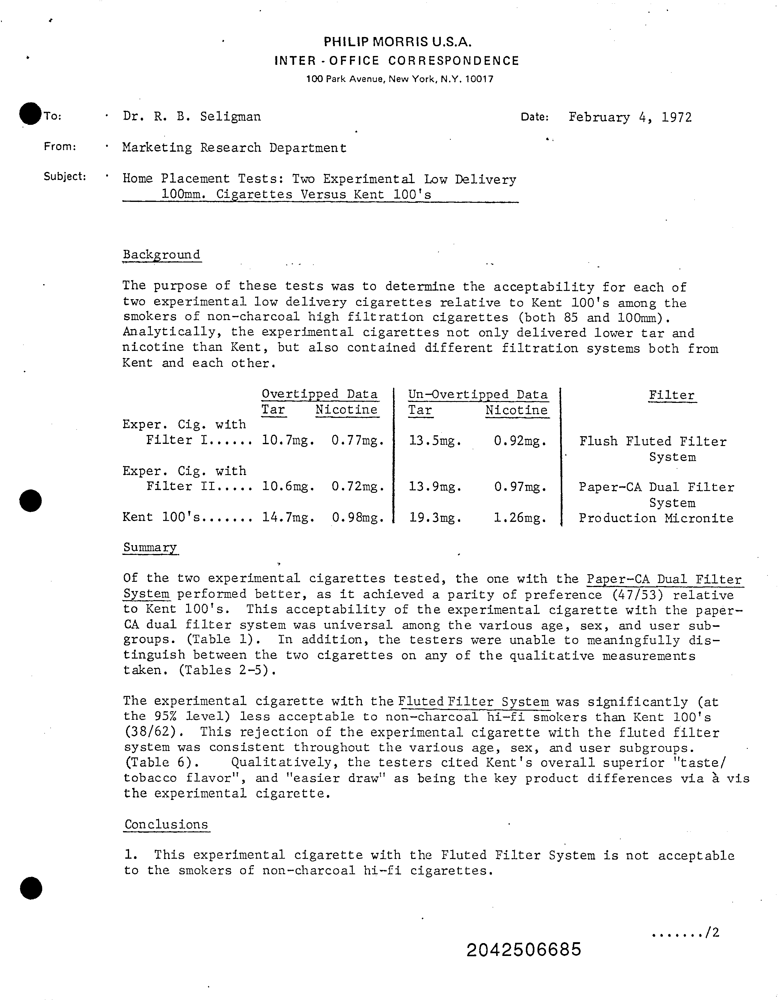 PHILIP MORRIS U.S.A.
INTER - OFFICE CORRESPONDENCE
100 Park Avenue, New York, N.Y. 10017
To: Dr. R. B. Seligman Date: February 4, 1972
From: Marketing Research Department
Subject: Home Placement Tests: Two Experimental Low Delivery
100mm. Cigarettes Versus Kent 100's
Background
The purpose of these tests was to determine the acceptability for each of
two experimental low delivery cigarettes relative to Kent 100's among the
smokers of non-charcoal high filtration cigarettes (both 85 and 100mm).
Analytically, the experimental cigarettes not only delivered lower tar and
nicotine than Kent, but also contained different filtration systems both from
Kent and each other.
Overtipped Data Un-Overtipped Data Filter
Tar Nicotine Tar Nicotine
Exper. Cig. with
Filter I...... 10.7mg. 0.77mg. 13.5mg. 0.92mg. Flush Fluted Filter
System
Exper. Cig. with
Filter II..... 10.6mg. 0.72mg. 13.9mg. 0.97mg. Paper-CA Dual Filter
System
Kent 100's....... 14.7mg. 0.98mg. 19.3mg. 1.26mg. Production Micronite
Summary
Of the two experimental cigarettes tested, the one with the Paper-CA Dual Filter
System performed better, as it achieved a parity of preference (47/53) relative
to Kent 100's. This acceptability of the experimental cigarette with the paper-
CA dual filter system was universal among the various age, sex, and user sub-
groups. (Table 1). In addition, the testers were unable to meaningfully dis-
tinguish between the two cigarettes on any of the qualitative measurements
taken. (Tables 2-5).
The experimental cigarette with the Fluted Filter System was significantly (at
the 95% level) less acceptable to non-charcoal hi-fi smokers than Kent 100's
(38/62). This rejection of the experimental cigarette with the fluted filter
system was consistent throughout the various age, sex, and user subgroups.
(Table 6). Qualitatively, the testers cited Kent's overall superior "taste/
tobacco flavor", and "easier draw" as being the key product differences via à vis
the experimental cigarette.
Conclusions
1. This experimental cigarette with the Fluted Filter System is not acceptable
to the smokers of non-charcoal hi-fi cigarettes.
......./2
2042506685